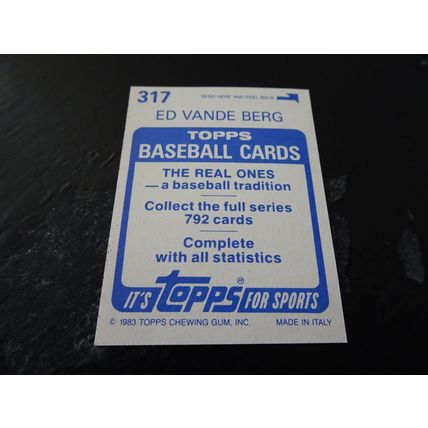 317 BEND HERE AND PEEL BACK
ED VANDE BERG
TOPPS
BASEBALL CARDS
THE REAL ONES
— a baseball tradition
Collect the full series
792 cards
Complete
with all statistics
IT'S topps® FOR SPORTS
© 1983 TOPPS CHEWING GUM, INC. MADE IN ITALY